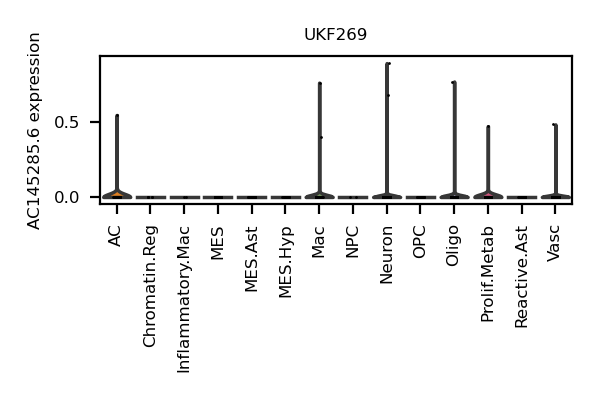 UKF269
AC145285.6 expression
0.5
0.0
AC
Chromatin.Reg
Inflammatory.Mac
MES
MES.Ast
MES.Hyp
Mac
NPC
Neuron
OPC
Oligo
Prolif.Metab
Reactive.Ast
Vasc